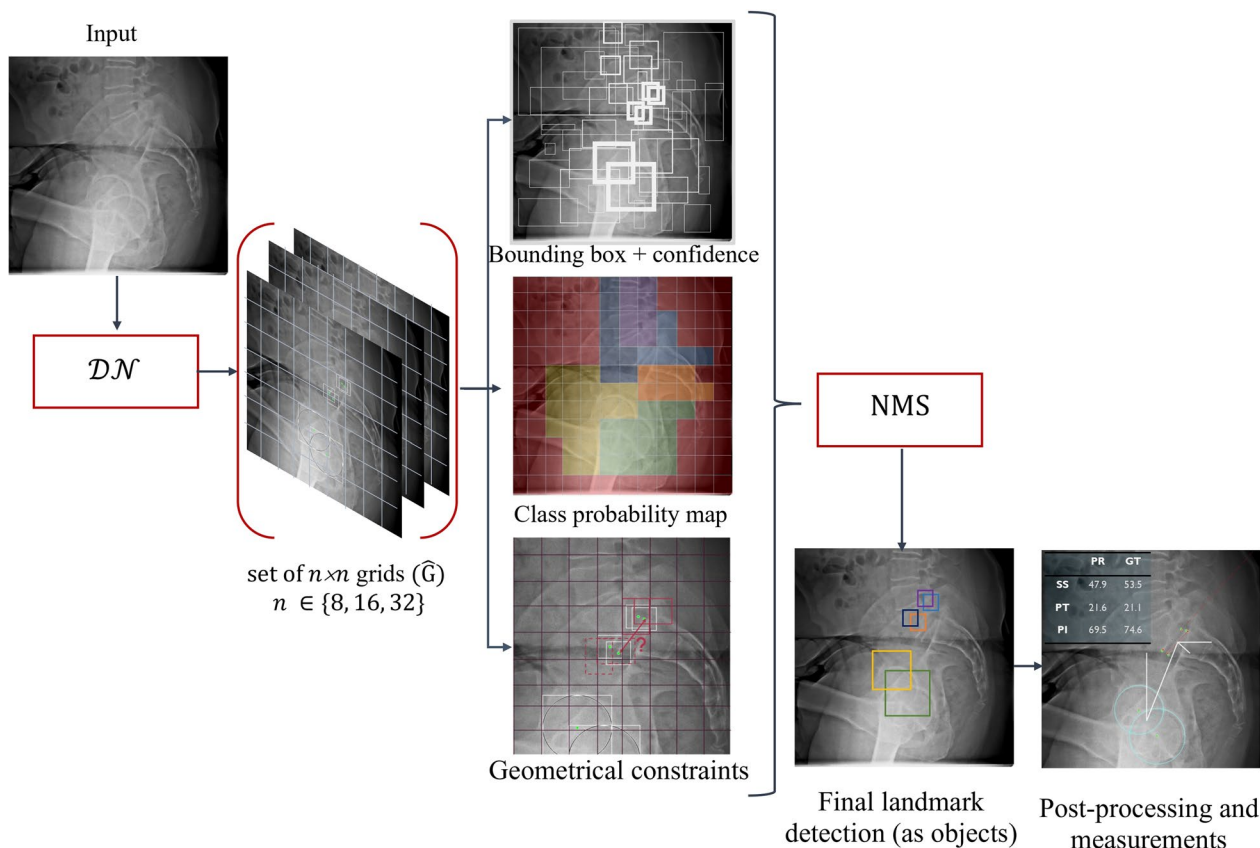 Input
𝒟𝒩
set of n×n grids (Ĝ)
n ∈ {8, 16, 32}
Bounding box + confidence
Class probability map
?
Geometrical constraints
NMS
Final landmark
detection (as objects)
PR GT
SS 47.9 53.5
PT 21.6 21.1
PI 69.5 74.6
Post-processing and
measurements